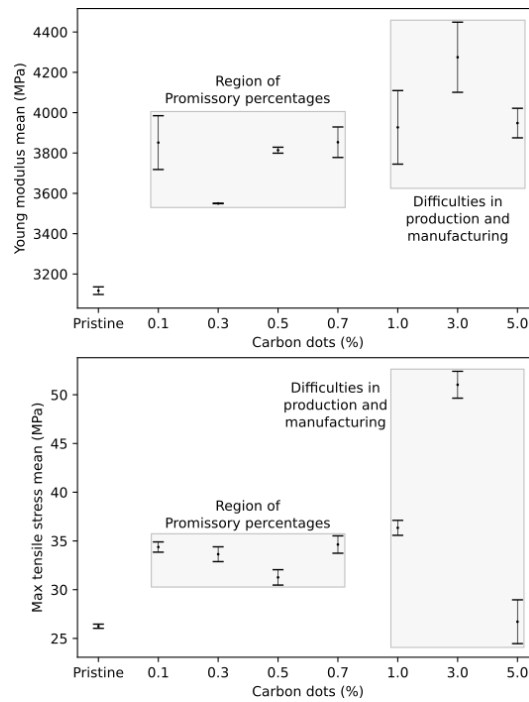 4400
4200
4000
3800
3600
3400
3200
Young modulus mean (MPa)
Region of
Promissory percentages
Difficulties in
production and
manufacturing
Pristine 0.1 0.3 0.5 0.7 1.0 3.0 5.0
Carbon dots (%)
50
45
40
35
30
25
Max tensile stress mean (MPa)
Difficulties in
production and
manufacturing
Region of
Promissory percentages
Pristine 0.1 0.3 0.5 0.7 1.0 3.0 5.0
Carbon dots (%)